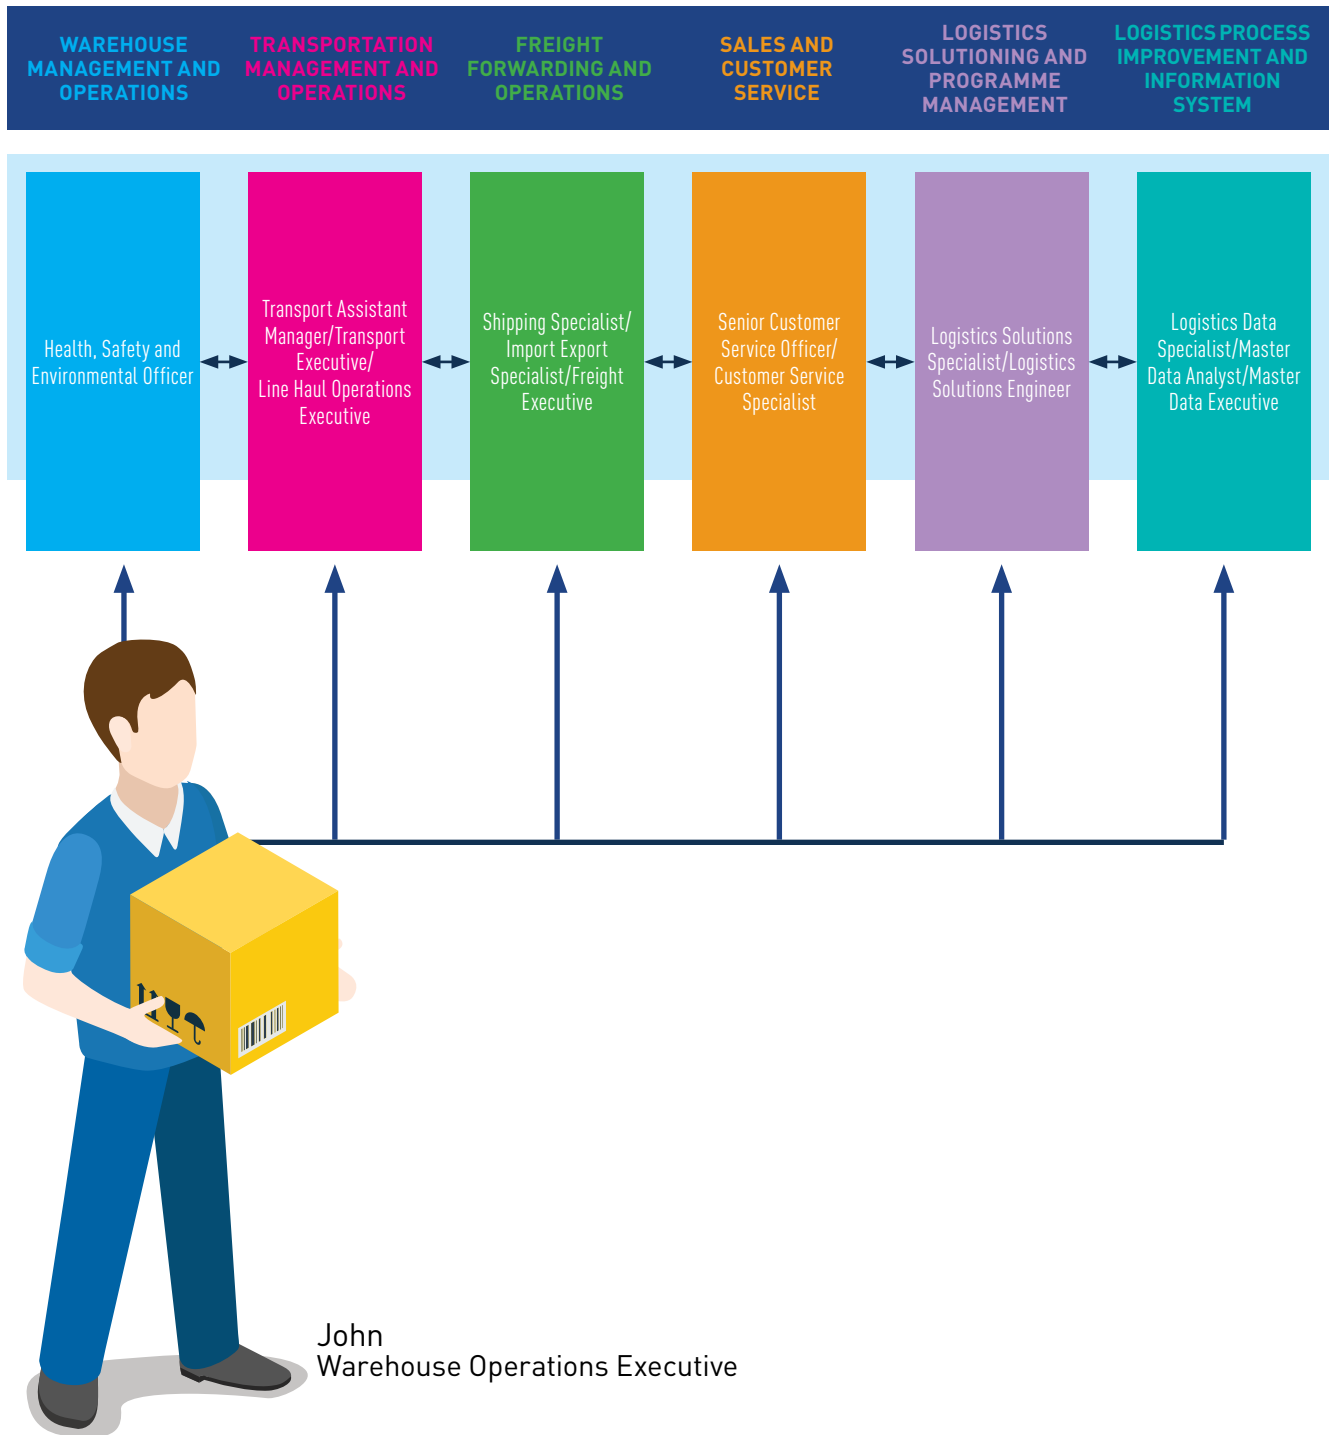 WAREHOUSE
MANAGEMENT AND
OPERATIONS
TRANSPORTATION
MANAGEMENT AND
OPERATIONS
FREIGHT
FORWARDING AND
OPERATIONS
SALES AND
CUSTOMER
SERVICE
LOGISTICS
SOLUTIONING AND
PROGRAMME
MANAGEMENT
LOGISTICS PROCESS
IMPROVEMENT AND
INFORMATION
SYSTEM
Health, Safety and
Environmental Officer
Transport Assistant
Manager/Transport
Executive/
Line Haul Operations
Executive
Shipping Specialist/
Import Export
Specialist/Freight
Executive
Senior Customer
Service Officer/
Customer Service
Specialist
Logistics Solutions
Specialist/Logistics
Solutions Engineer
Logistics Data
Specialist/Master
Data Analyst/Master
Data Executive
John
Warehouse Operations Executive